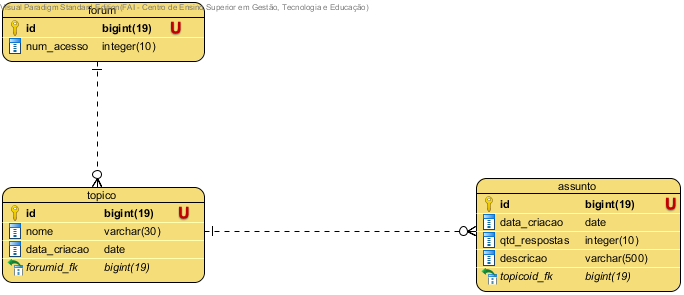 Visual Paradigm Standard Edition(FAI - Centro de Ensino Superior em Gestão, Tecnologia e Educação)
forum
id bigint(19) U
num_acesso integer(10)
topico
id bigint(19) U
nome varchar(30)
data_criacao date
forumid_fk bigint(19)
assunto
id bigint(19) U
data_criacao date
qtd_respostas integer(10)
descricao varchar(500)
topicoid_fk bigint(19)